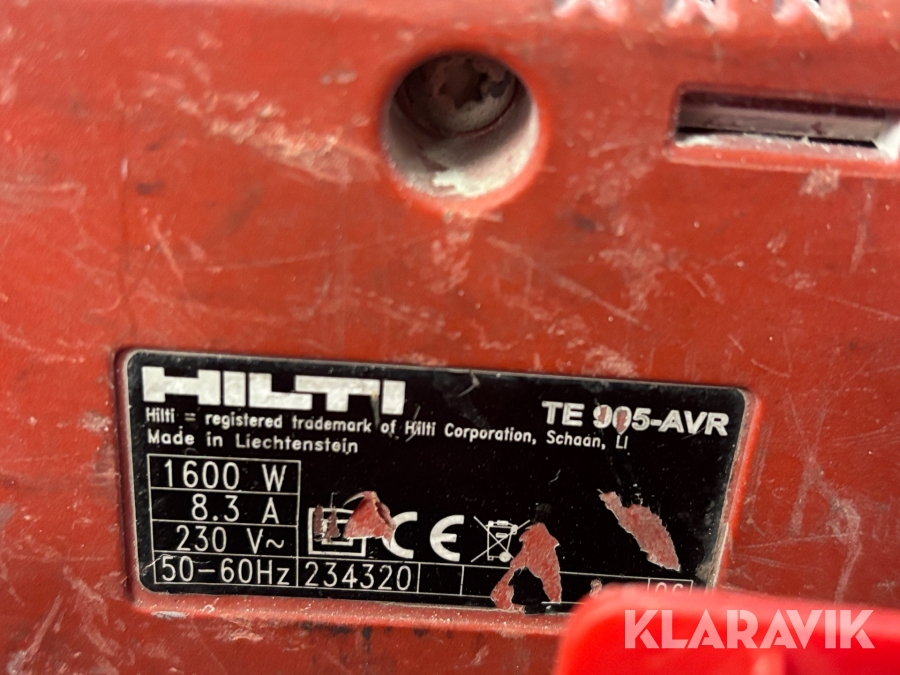 HILTI
TE 905-AVR
Hilti = registered trademark of Hilti Corporation, Schaan, LI
Made in Liechtenstein
1600 W
8.3 A
230 V~
50-60Hz 234320
CE
KLARAVIK